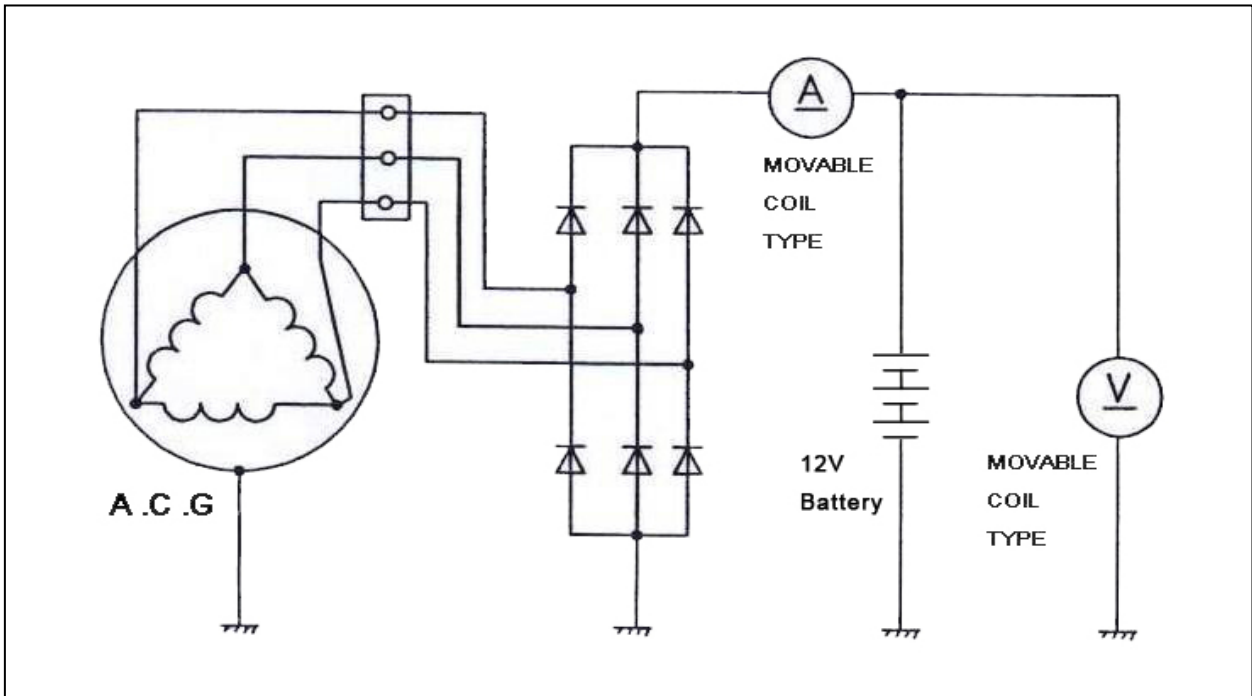 A
MOVABLE
COIL
TYPE
A .C .G
12V
Battery
V
MOVABLE
COIL
TYPE